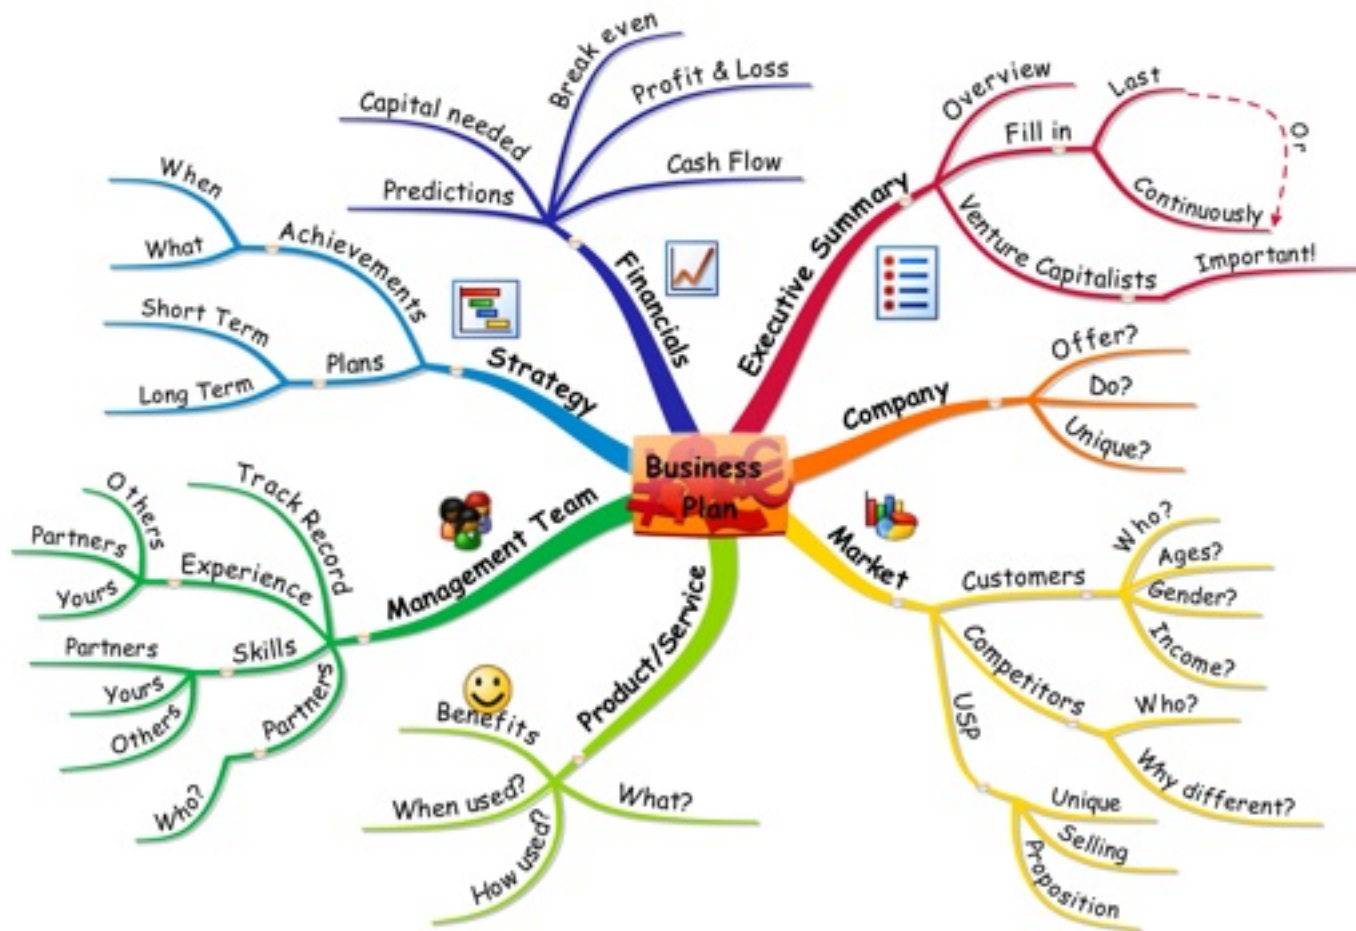 Business
Plan
Executive Summary
Overview
Fill in
Last
Or
Continuously
Venture Capitalists
Important!
Company
Offer?
Do?
Unique?
Market
Customers
Who?
Ages?
Gender?
Income?
Competitors
Who?
Why different?
USP
Unique
Selling
Proposition
Product/Service
What?
How used?
When used?
Benefits
Management Team
Partners
Who?
Skills
Partners
Yours
Others
Experience
Others
Partners
Yours
Track Record
Strategy
Plans
Short Term
Long Term
Achievements
When
What
Financials
Predictions
Capital needed
Break even
Profit & Loss
Cash Flow